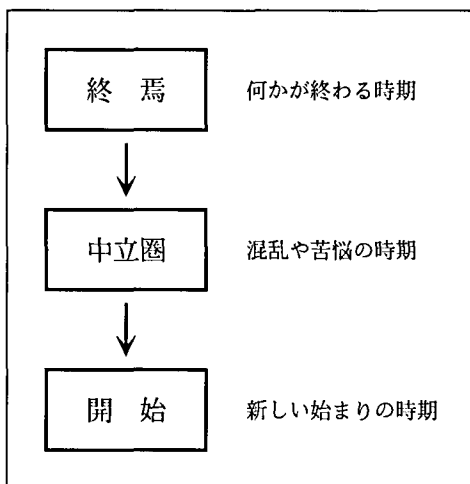 終焉 何かが終わる時期
中立圏 混乱や苦悩の時期
開始 新しい始まりの時期